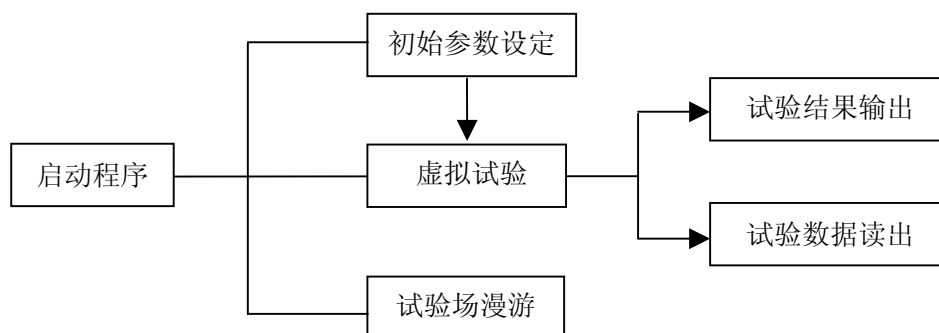 启动程序
初始参数设定
虚拟试验
试验场漫游
试验结果输出
试验数据读出